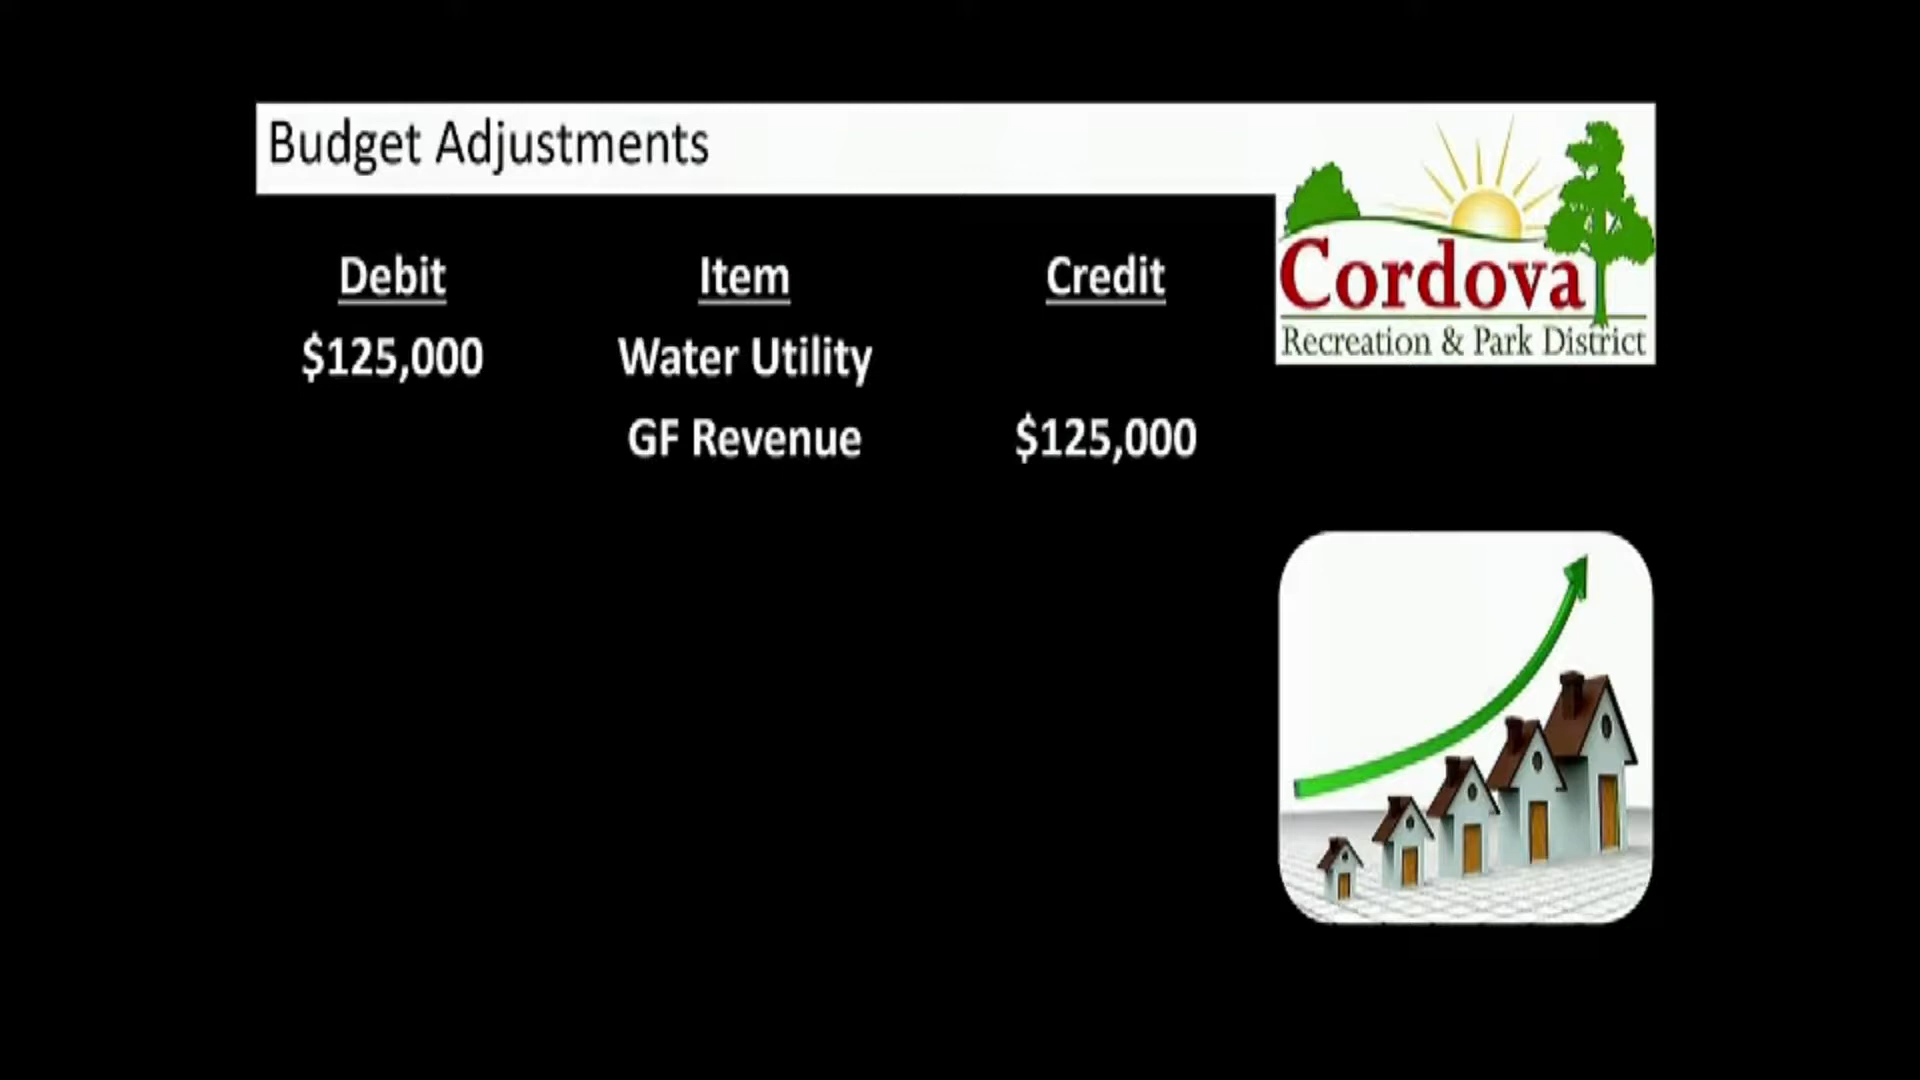 Budget Adjustments
Debit Item Credit
$125,000 Water Utility
GF Revenue $125,000
Cordova
Recreation & Park District